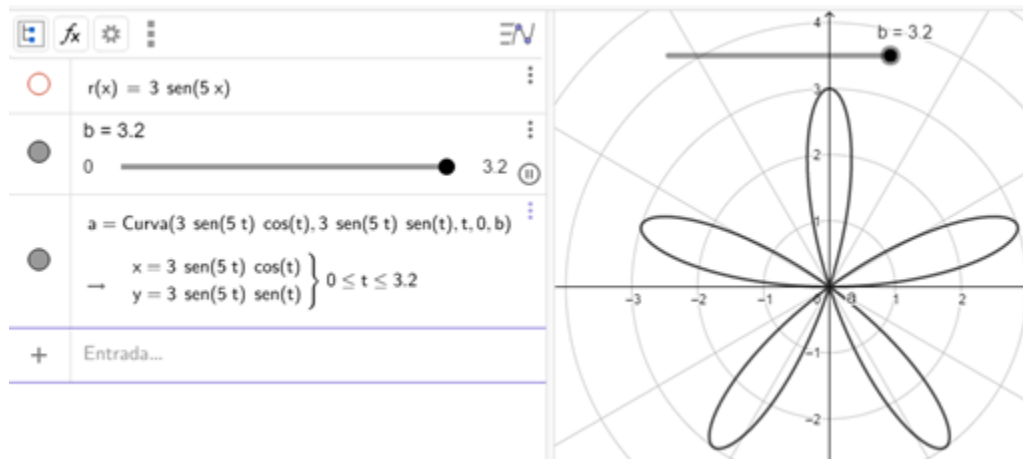 fx
r(x) = 3 sen(5 x)
b = 3.2
0 3.2
a = Curva(3 sen(5 t) cos(t), 3 sen(5 t) sen(t), t, 0, b)
→ x = 3 sen(5 t) cos(t)
y = 3 sen(5 t) sen(t) } 0 ≤ t ≤ 3.2
+ Entrada...
b = 3.2
4
3
2
1
−3 −2 −1 0 a 1 2
−1
−2